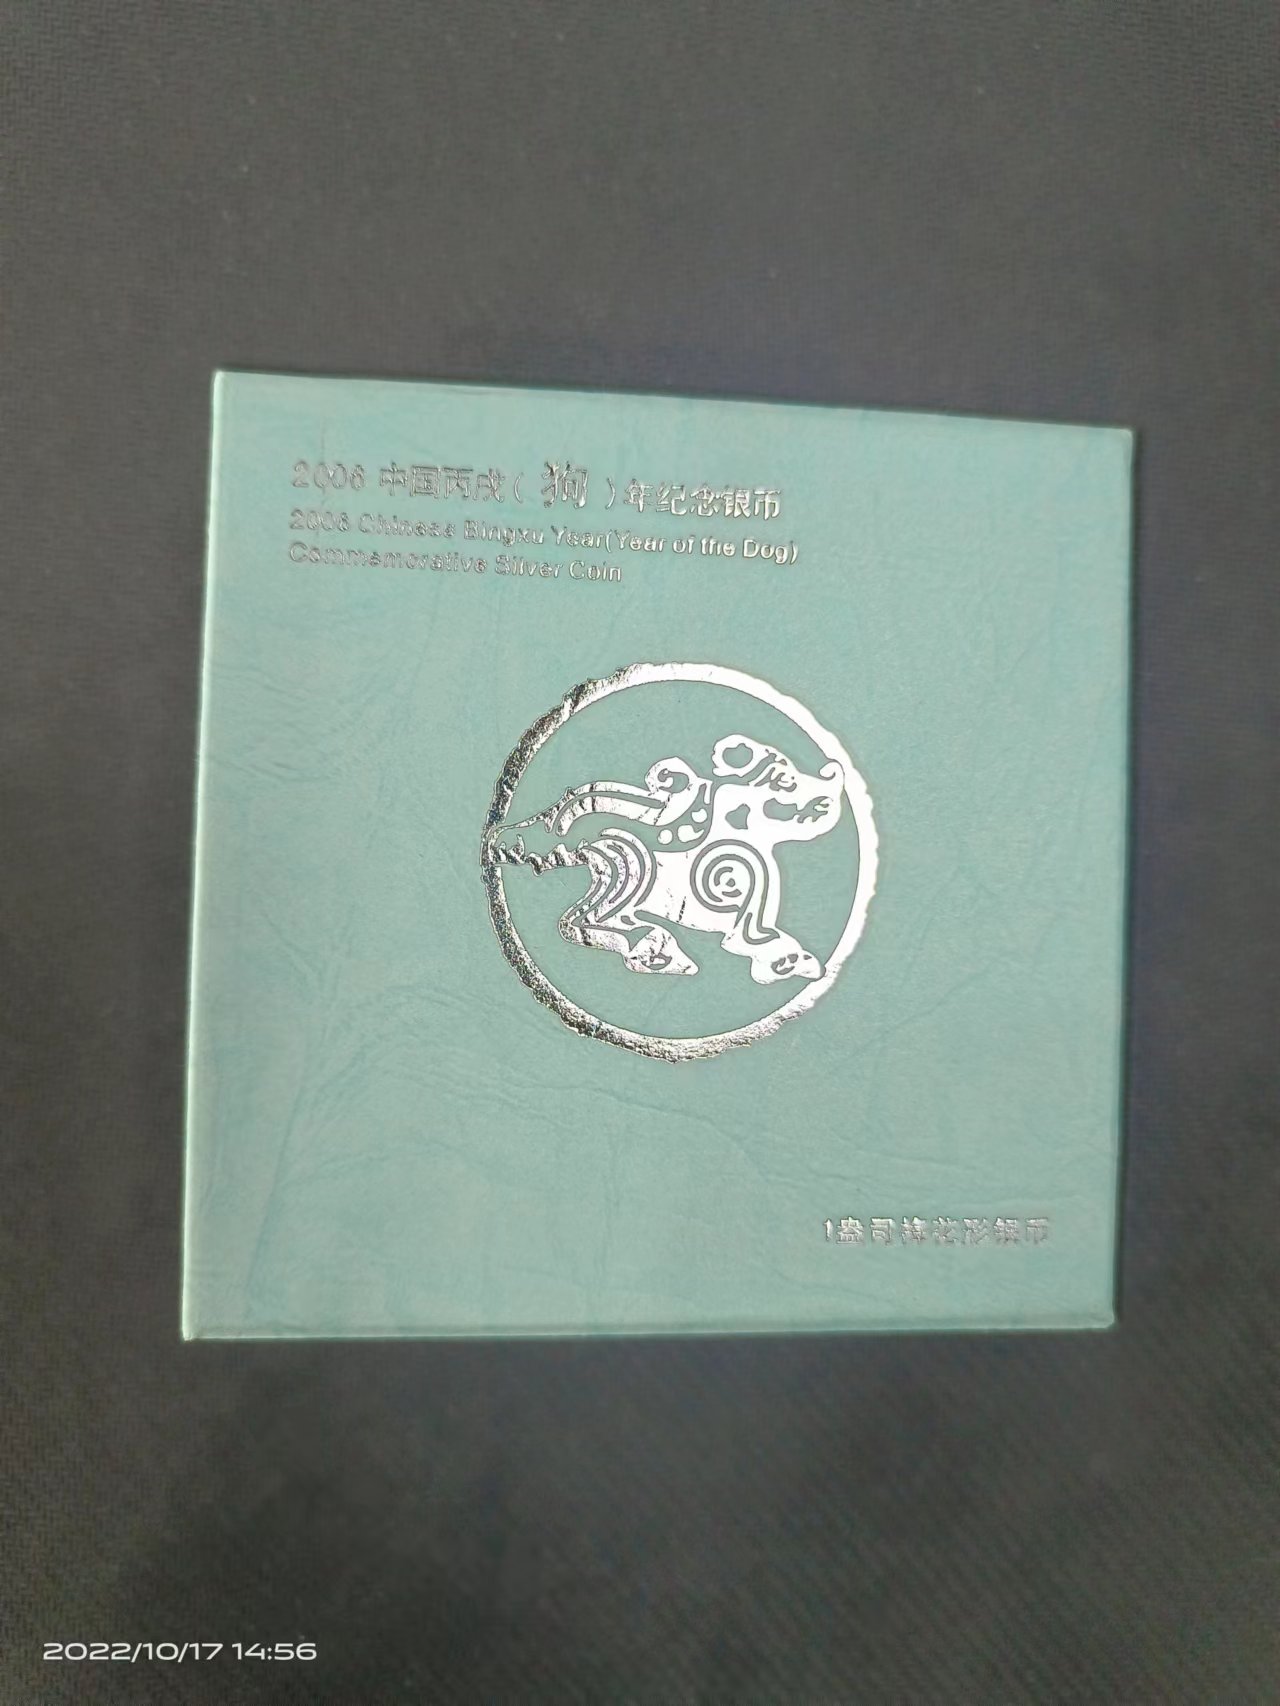 2006 中国丙戌(狗)年纪念银币
2006 Chinese Bingxu Year(Year of the Dog)
Commemorative Silver Coin
1盎司梅花形银币
2022/10/17 14:56